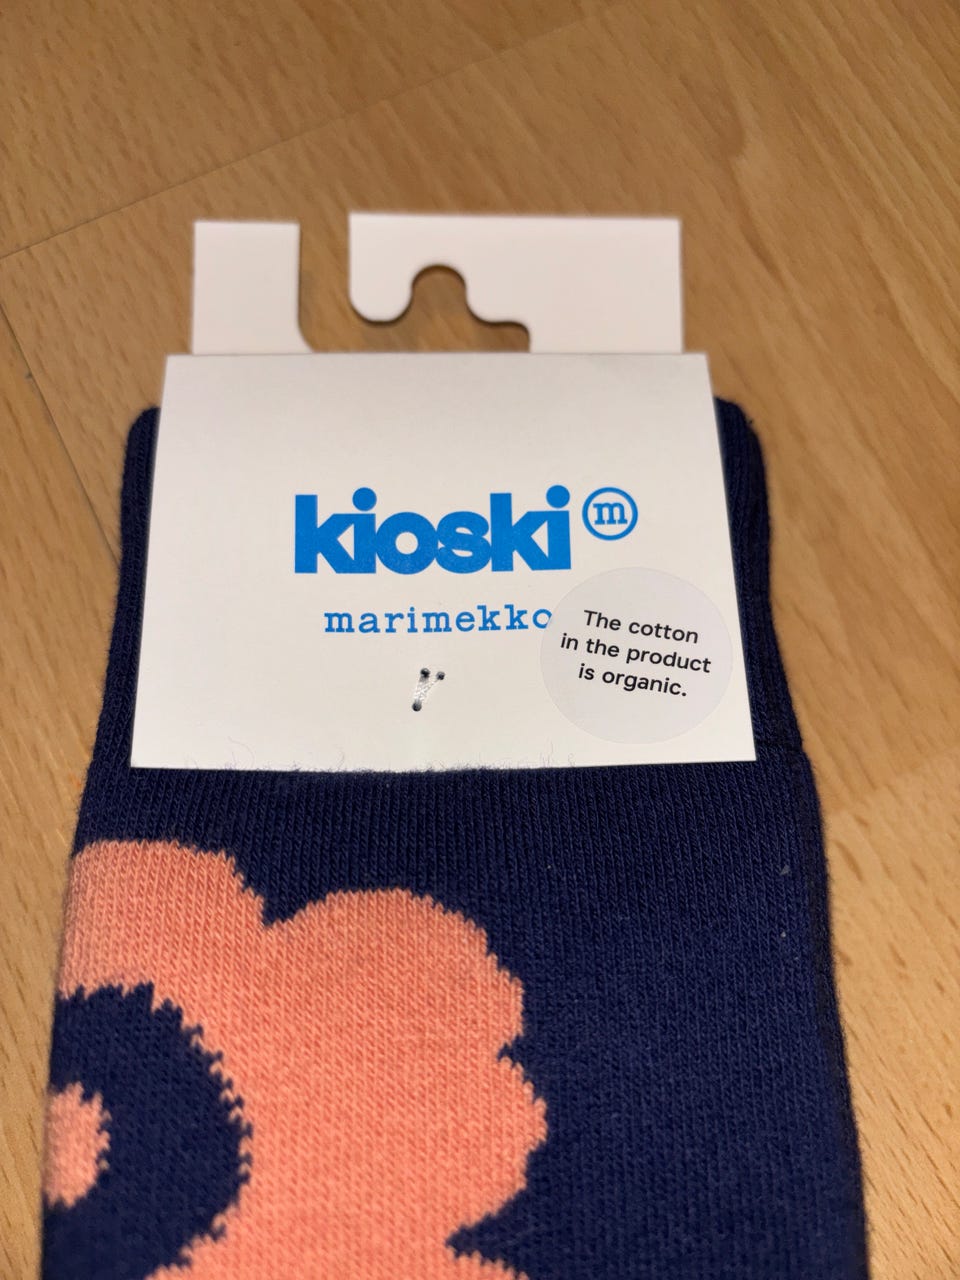 kioski m
marimekko
The cotton
in the product
is organic.